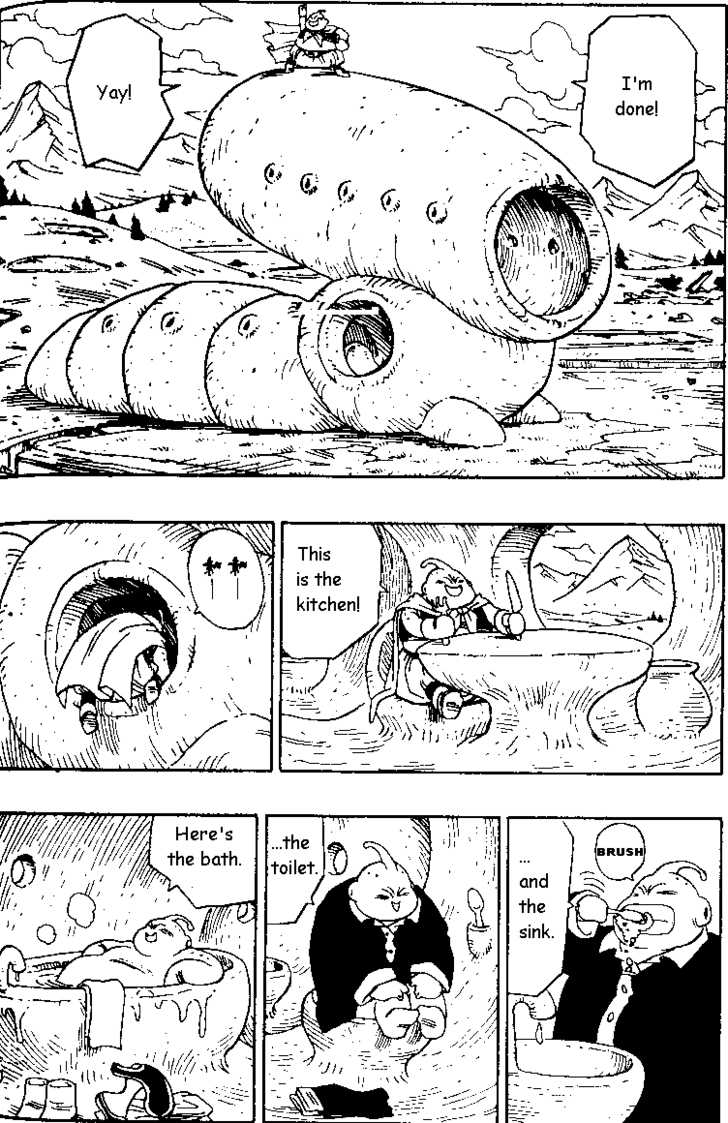 Yay!
I'm
done!
This
is the
kitchen!
Here's
the bath.
...the
toilet.
...
and
the
sink.
BRUSH